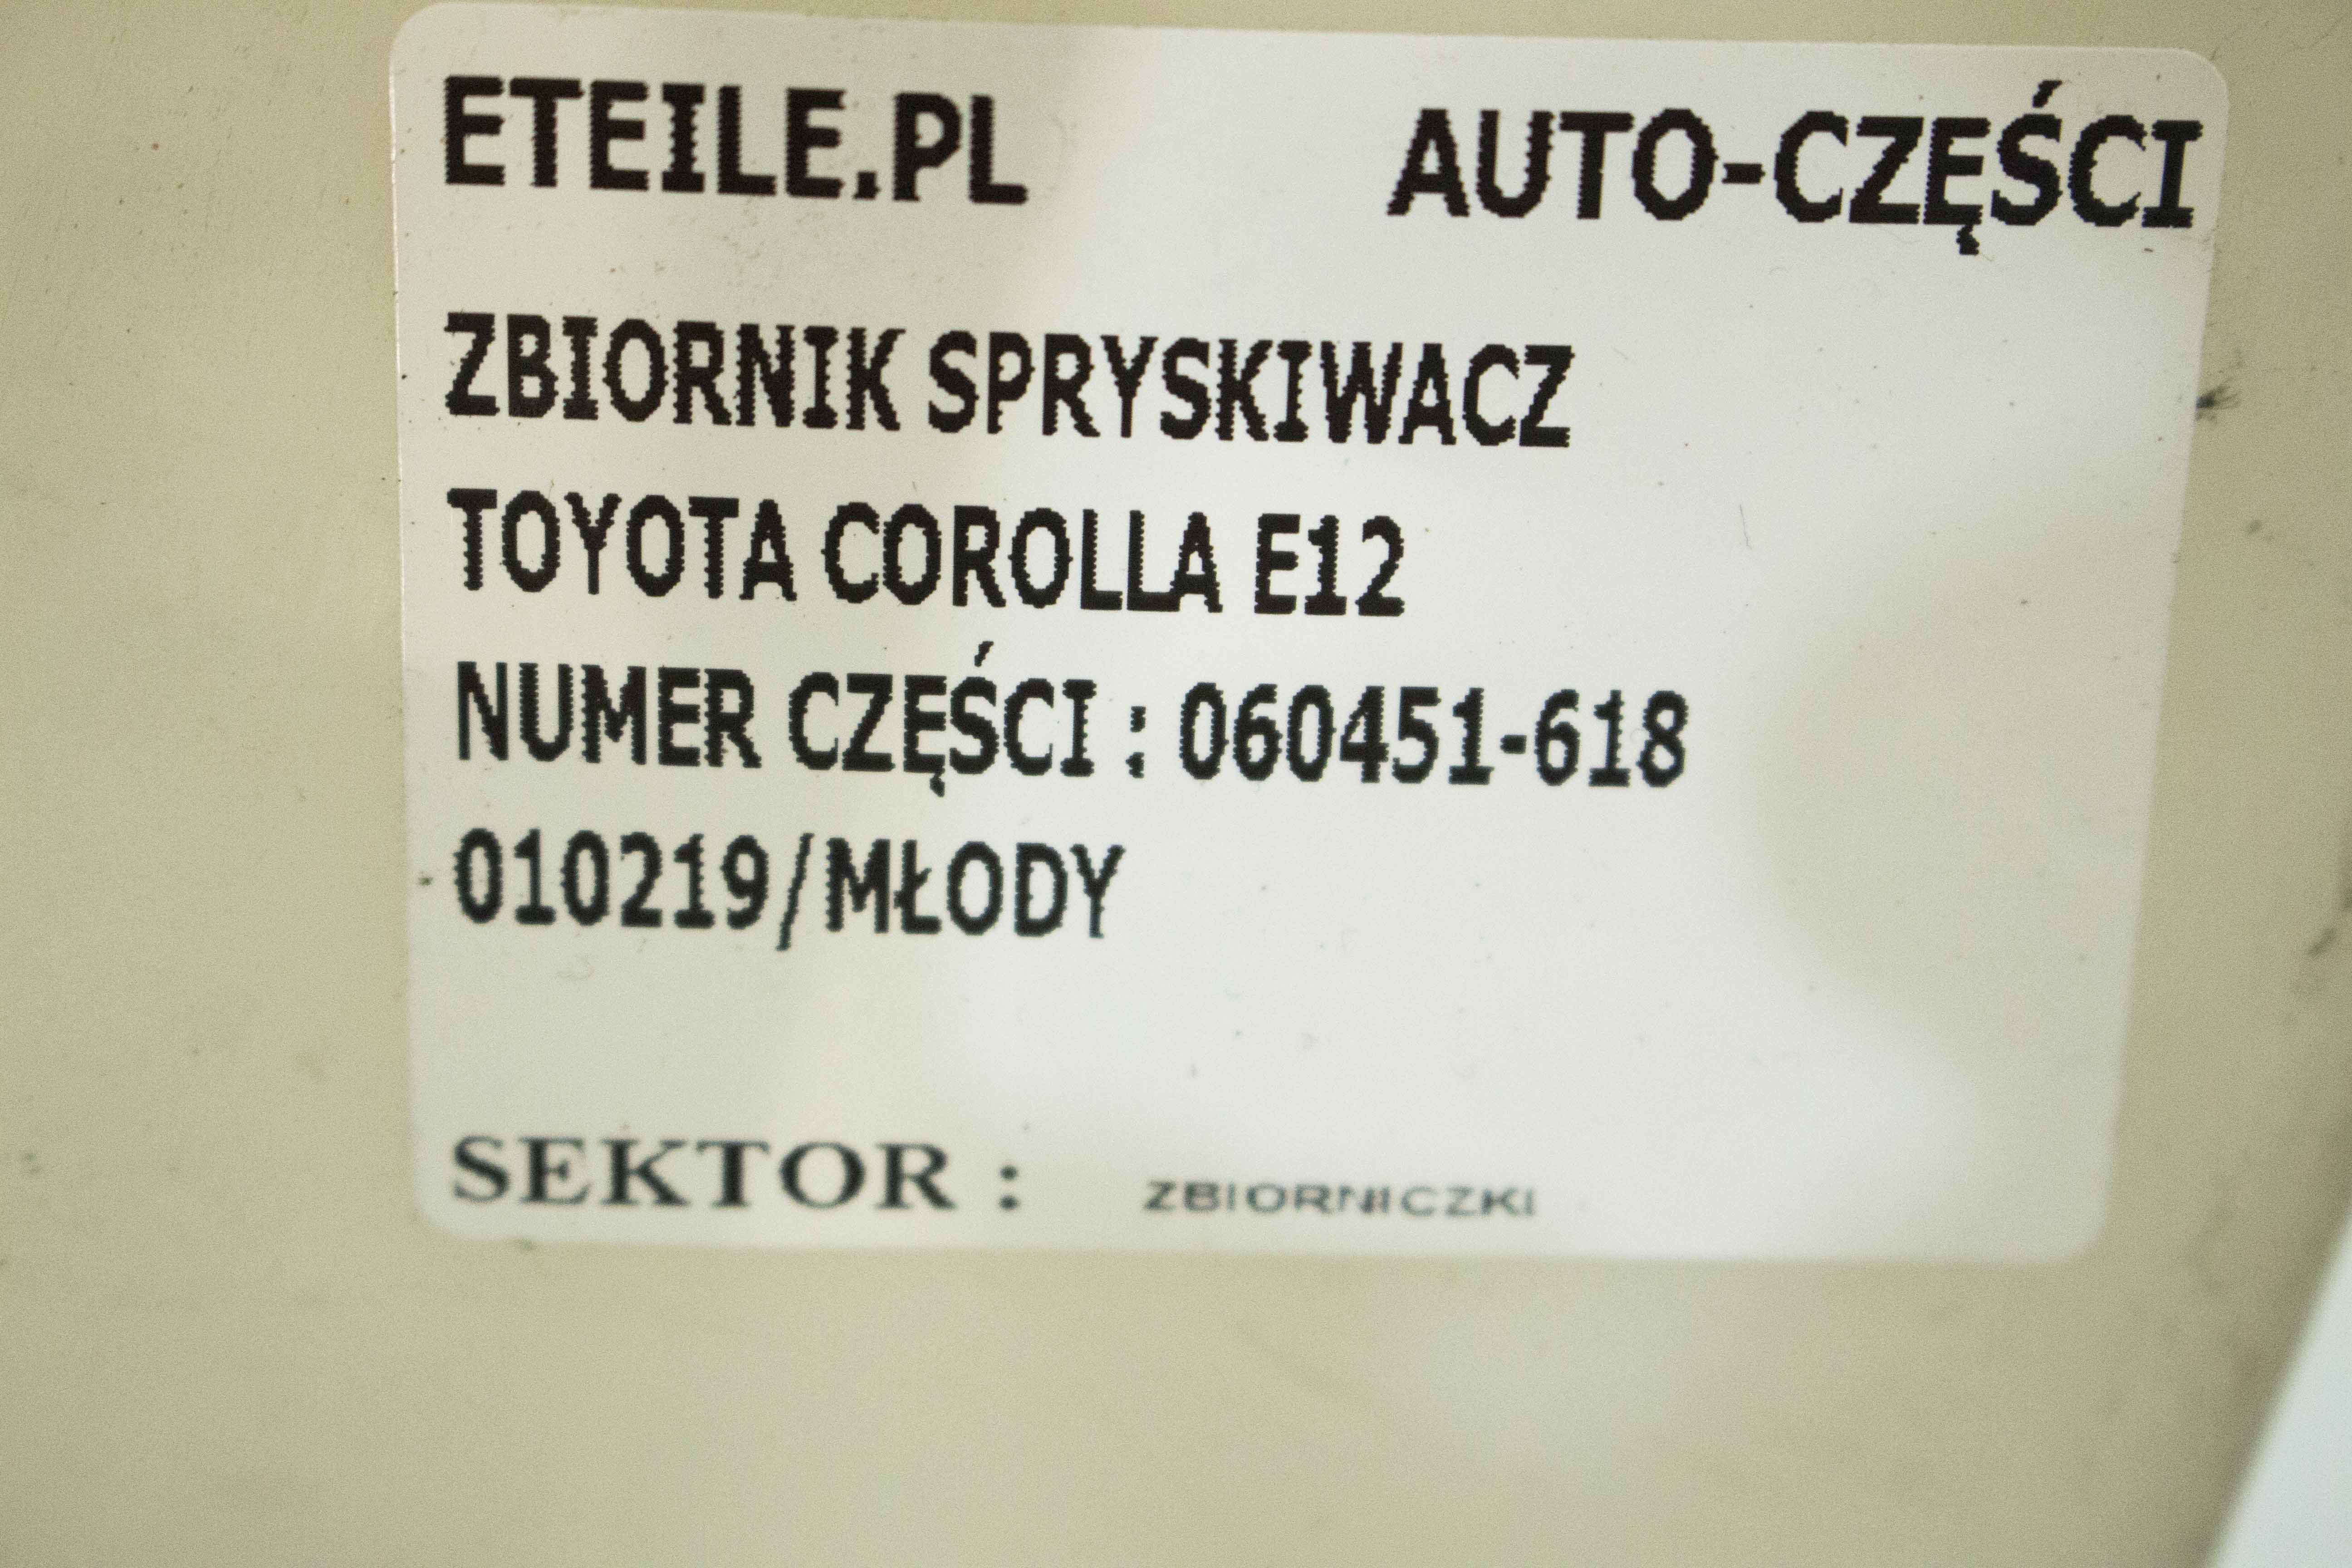 ETEILE.PL AUTO-CZĘŚCI
ZBIORNIK SPRYSKIWACZ
TOYOTA COROLLA E12
NUMER CZĘŚCI : 060451-618
010219/MŁODY
SEKTOR : ZBIORNICZKI